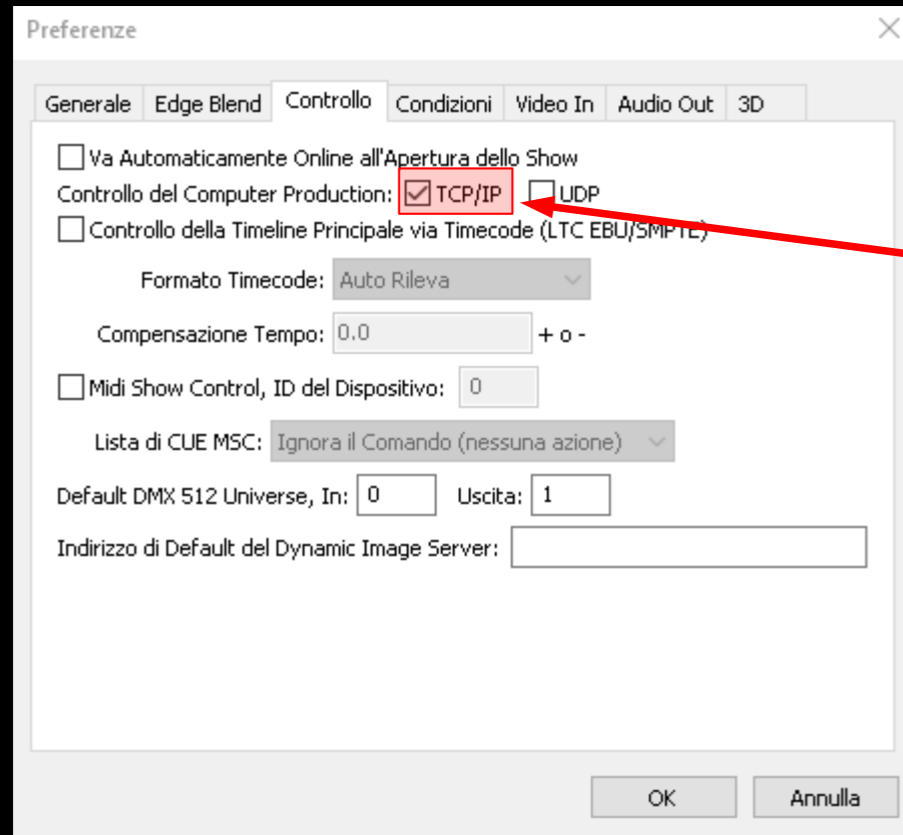 Preferenze
Generale Edge Blend Controllo Condizioni Video In Audio Out 3D
Va Automaticamente Online all'Apertura dello Show
Controllo del Computer Production: TCP/IP UDP
Controllo della Timeline Principale via Timecode (LTC EBU/SMPTE)
Formato Timecode: Auto Rileva
Compensazione Tempo: 0.0 + o -
Midi Show Control, ID del Dispositivo: 0
Lista di CUE MSC: Ignora il Comando (nessuna azione)
Default DMX 512 Universe, In: 0 Uscita: 1
Indirizzo di Default del Dynamic Image Server:
OK Annulla